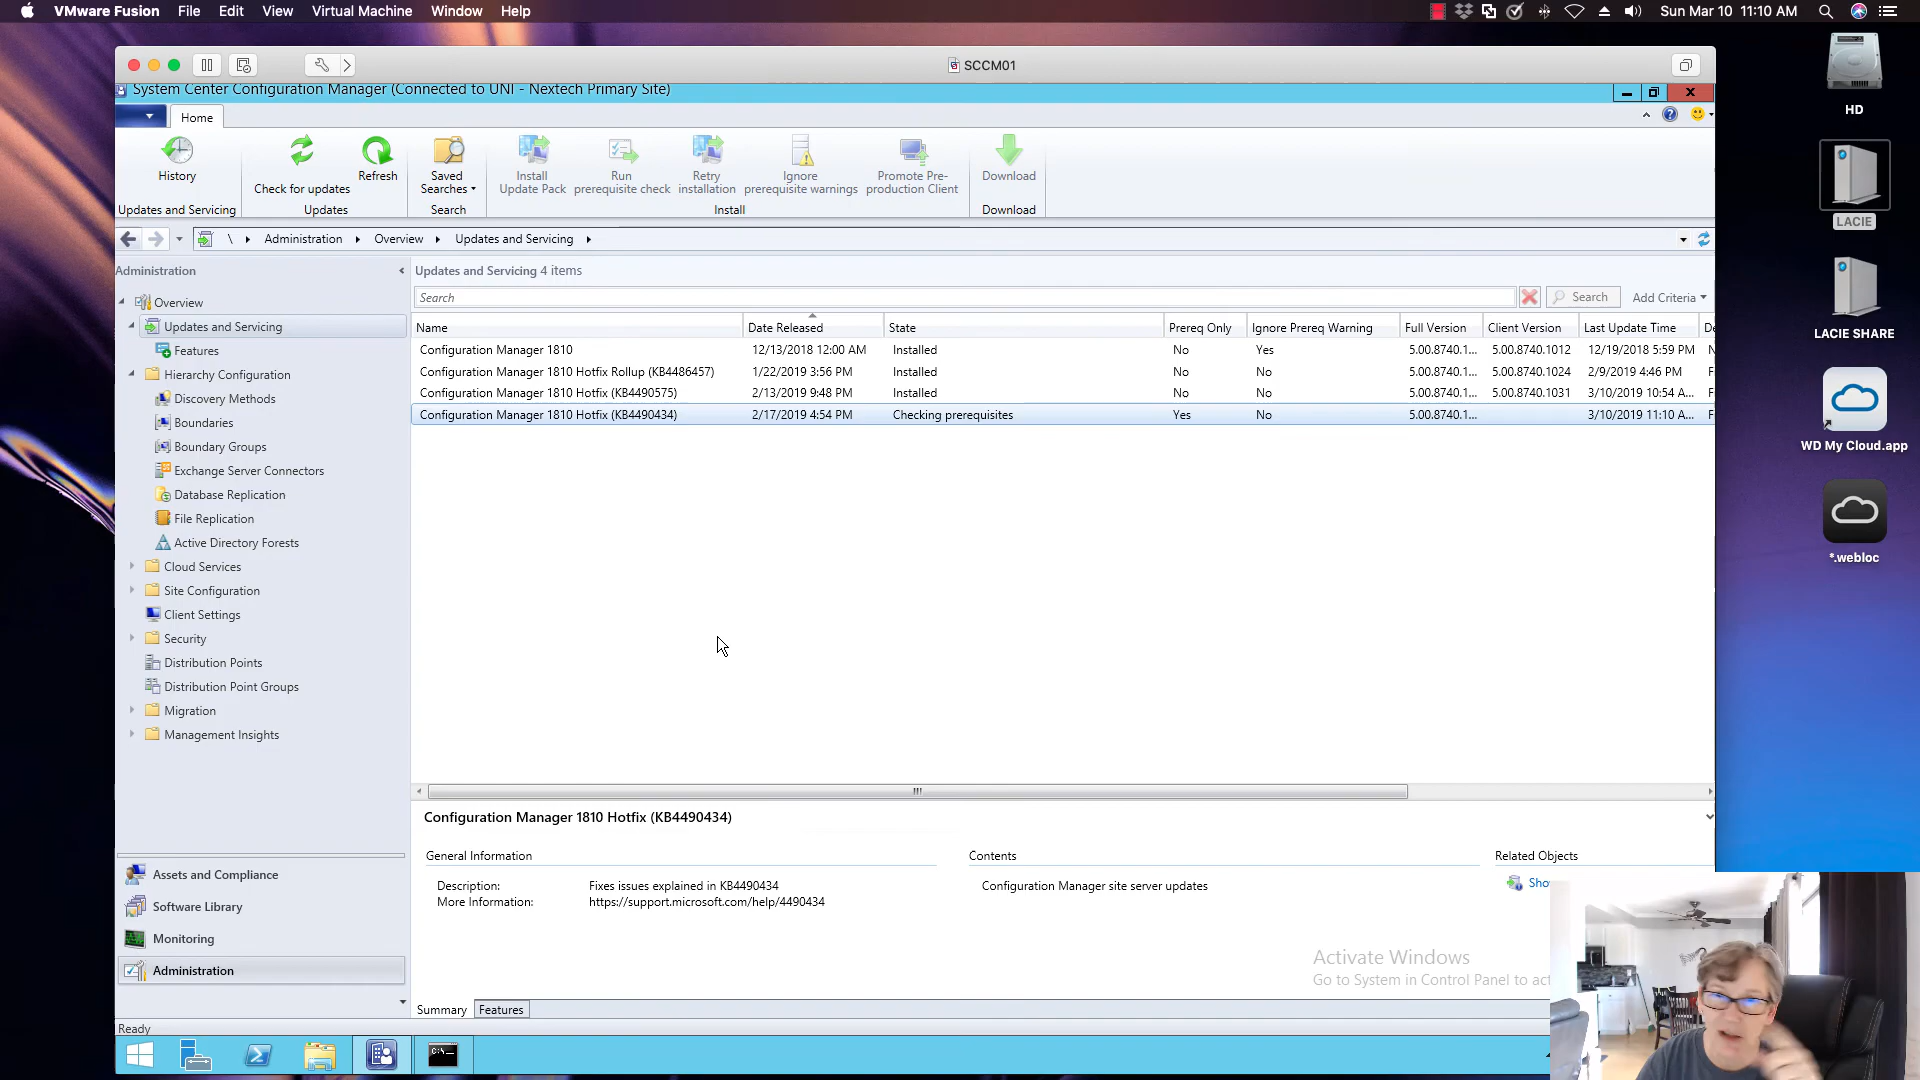 VMware Fusion File Edit View Virtual Machine Window Help Sun Mar 10 11:10 AM
SCCM01
System Center Configuration Manager (Connected to UNI - Nextech Primary Site)
Home
History
Check for updates
Refresh
Saved Searches
Install Update Pack
Run prerequisite check
Retry installation
Ignore prerequisite warnings
Promote Pre-production Client
Download
Updates and Servicing Updates Search Install Download
\ Administration Overview Updates and Servicing
Administration
Overview
Updates and Servicing
Features
Hierarchy Configuration
Discovery Methods
Boundaries
Boundary Groups
Exchange Server Connectors
Database Replication
File Replication
Active Directory Forests
Cloud Services
Site Configuration
Client Settings
Security
Distribution Points
Distribution Point Groups
Migration
Management Insights
Assets and Compliance
Software Library
Monitoring
Administration
Ready
Updates and Servicing 4 items
Search Search Add Criteria
Name Date Released State Prereq Only Ignore Prereq Warning Full Version Client Version Last Update Time De
Configuration Manager 1810 12/13/2018 12:00 AM Installed No Yes 5.00.8740.1... 5.00.8740.1012 12/19/2018 5:59 PM N
Configuration Manager 1810 Hotfix Rollup (KB4486457) 1/22/2019 3:56 PM Installed No No 5.00.8740.1... 5.00.8740.1024 2/9/2019 4:46 PM F
Configuration Manager 1810 Hotfix (KB4490575) 2/13/2019 9:48 PM Installed No No 5.00.8740.1... 5.00.8740.1031 3/10/2019 10:54 A... F
Configuration Manager 1810 Hotfix (KB4490434) 2/17/2019 4:54 PM Checking prerequisites Yes No 5.00.8740.1... 3/10/2019 11:10 A... F
Configuration Manager 1810 Hotfix (KB4490434)
General Information Contents Related Objects
Description: Fixes issues explained in KB4490434
More Information: https://support.microsoft.com/help/4490434
Configuration Manager site server updates
Sho
Activate Windows
Go to System in Control Panel to act
Summary Features
HD
LACIE
LACIE SHARE
WD My Cloud.app
*.webloc